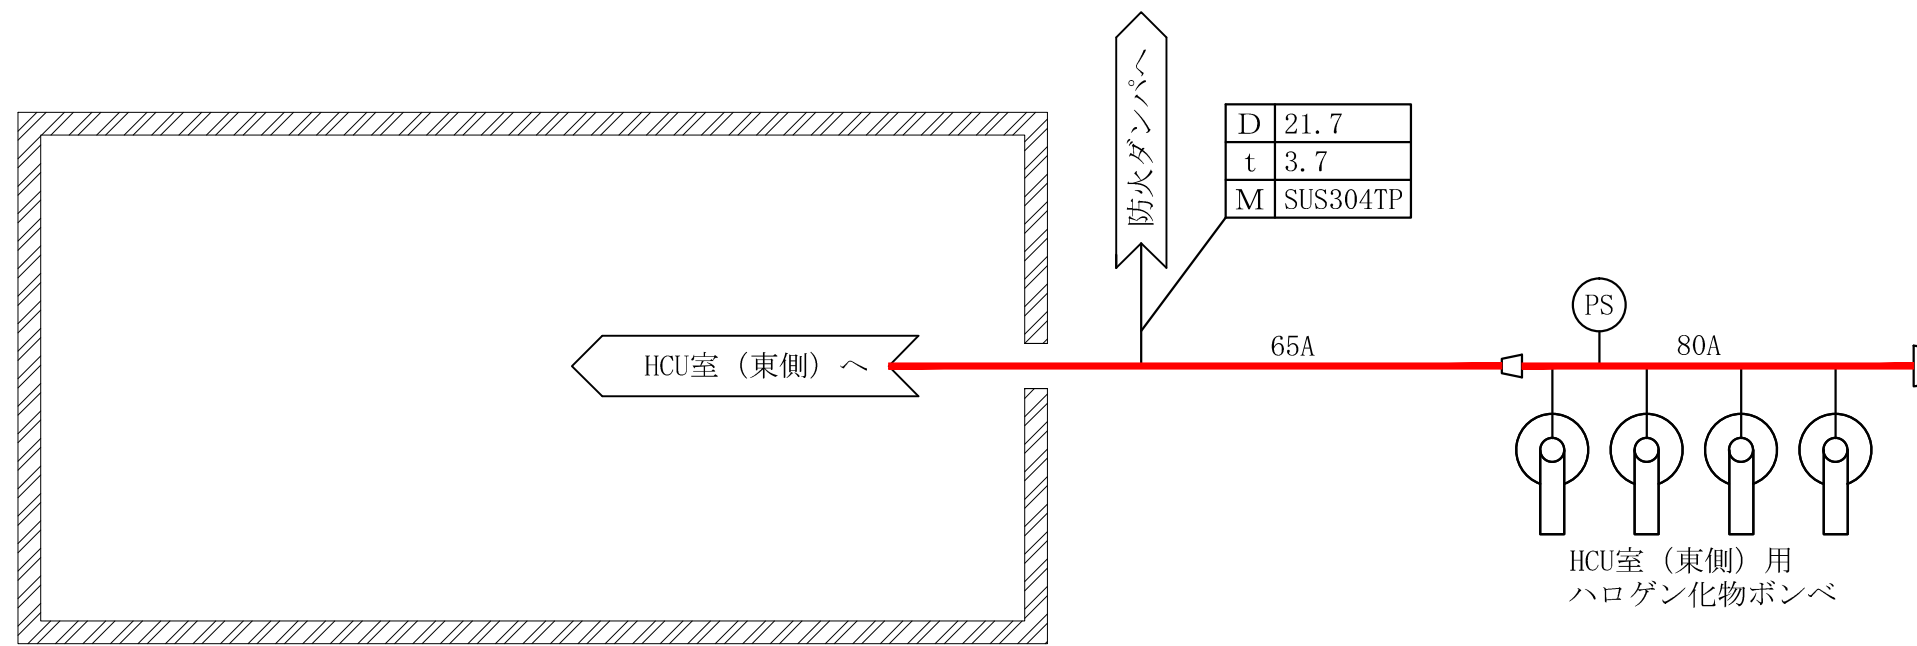 防火ダンパへ
D 21.7
t 3.7
M SUS304TP
PS
65A
80A
HCU室（東側）へ
HCU室（東側）用
ハロゲン化物ボンベ